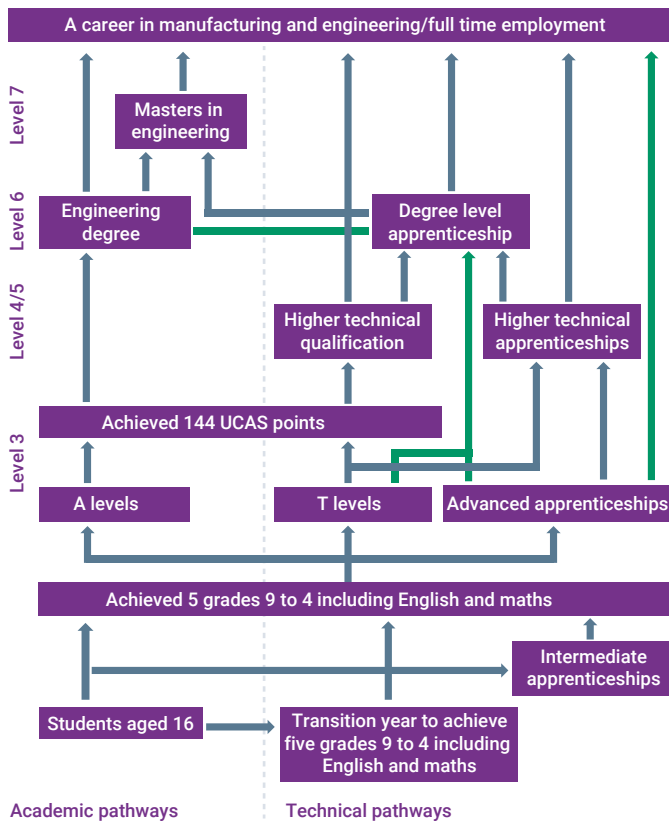 A career in manufacturing and engineering/full time employment
Level 7
Masters in
engineering
Level 6
Engineering
degree
Degree level
apprenticeship
Level 4/5
Higher technical
qualification
Higher technical
apprenticeships
Achieved 144 UCAS points
Level 3
A levels
T levels
Advanced apprenticeships
Achieved 5 grades 9 to 4 including English and maths
Intermediate
apprenticeships
Students aged 16
Transition year to achieve
five grades 9 to 4 including
English and maths
Academic pathways
Technical pathways